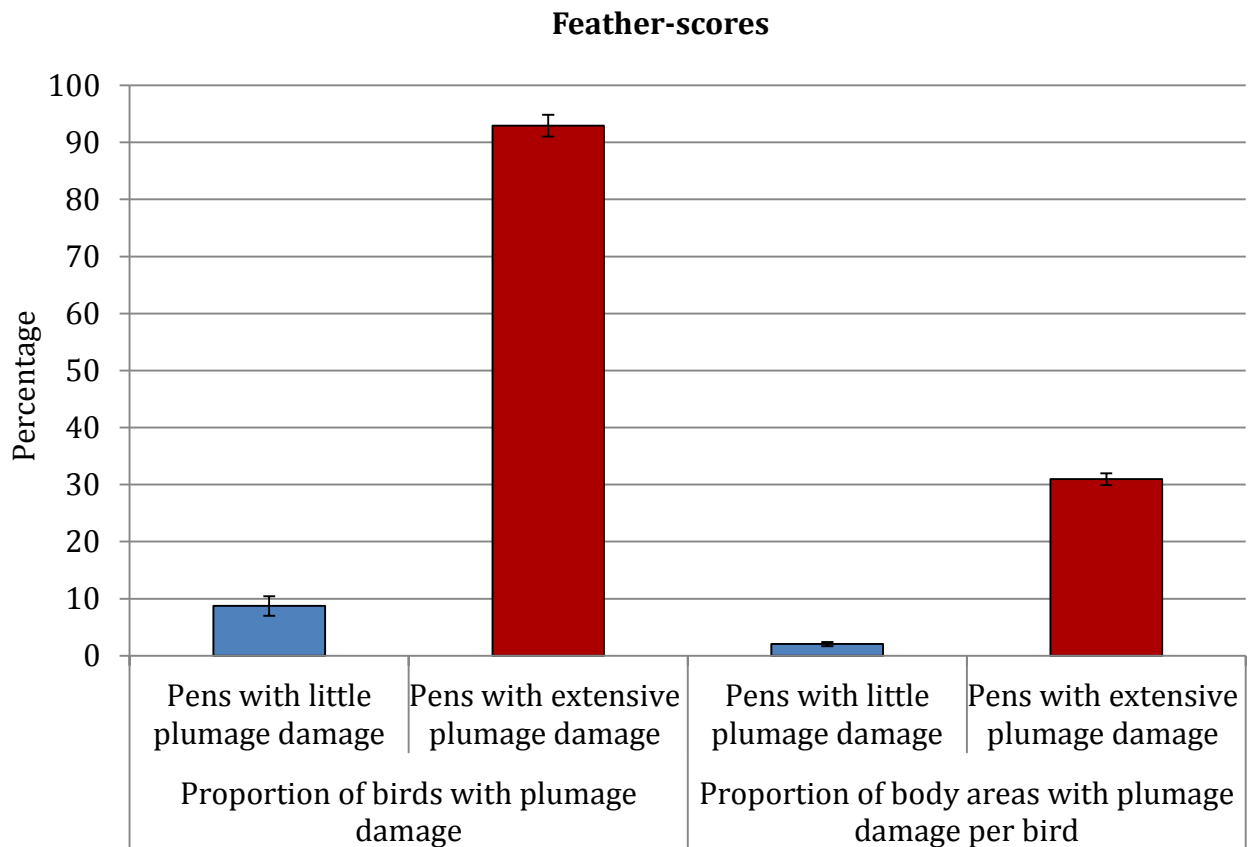 Feather-scores
100
90
80
70
60
50
40
30
20
10
0
Percentage
Pens with little
plumage damage
Pens with extensive
plumage damage
Pens with little
plumage damage
Pens with extensive
plumage damage
Proportion of birds with plumage
damage
Proportion of body areas with plumage
damage per bird